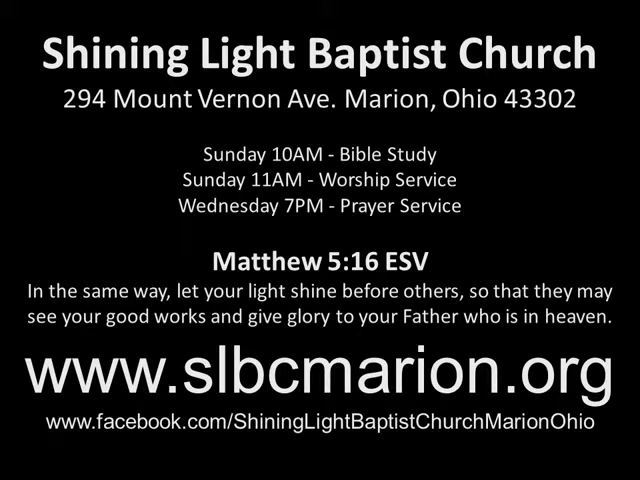 Shining Light Baptist Church
294 Mount Vernon Ave. Marion, Ohio 43302
Sunday 10AM - Bible Study
Sunday 11AM - Worship Service
Wednesday 7PM - Prayer Service
Matthew 5:16 ESV
In the same way, let your light shine before others, so that they may
see your good works and give glory to your Father who is in heaven.
www.slbcmarion.org
www.facebook.com/ShiningLightBaptistChurchMarionOhio